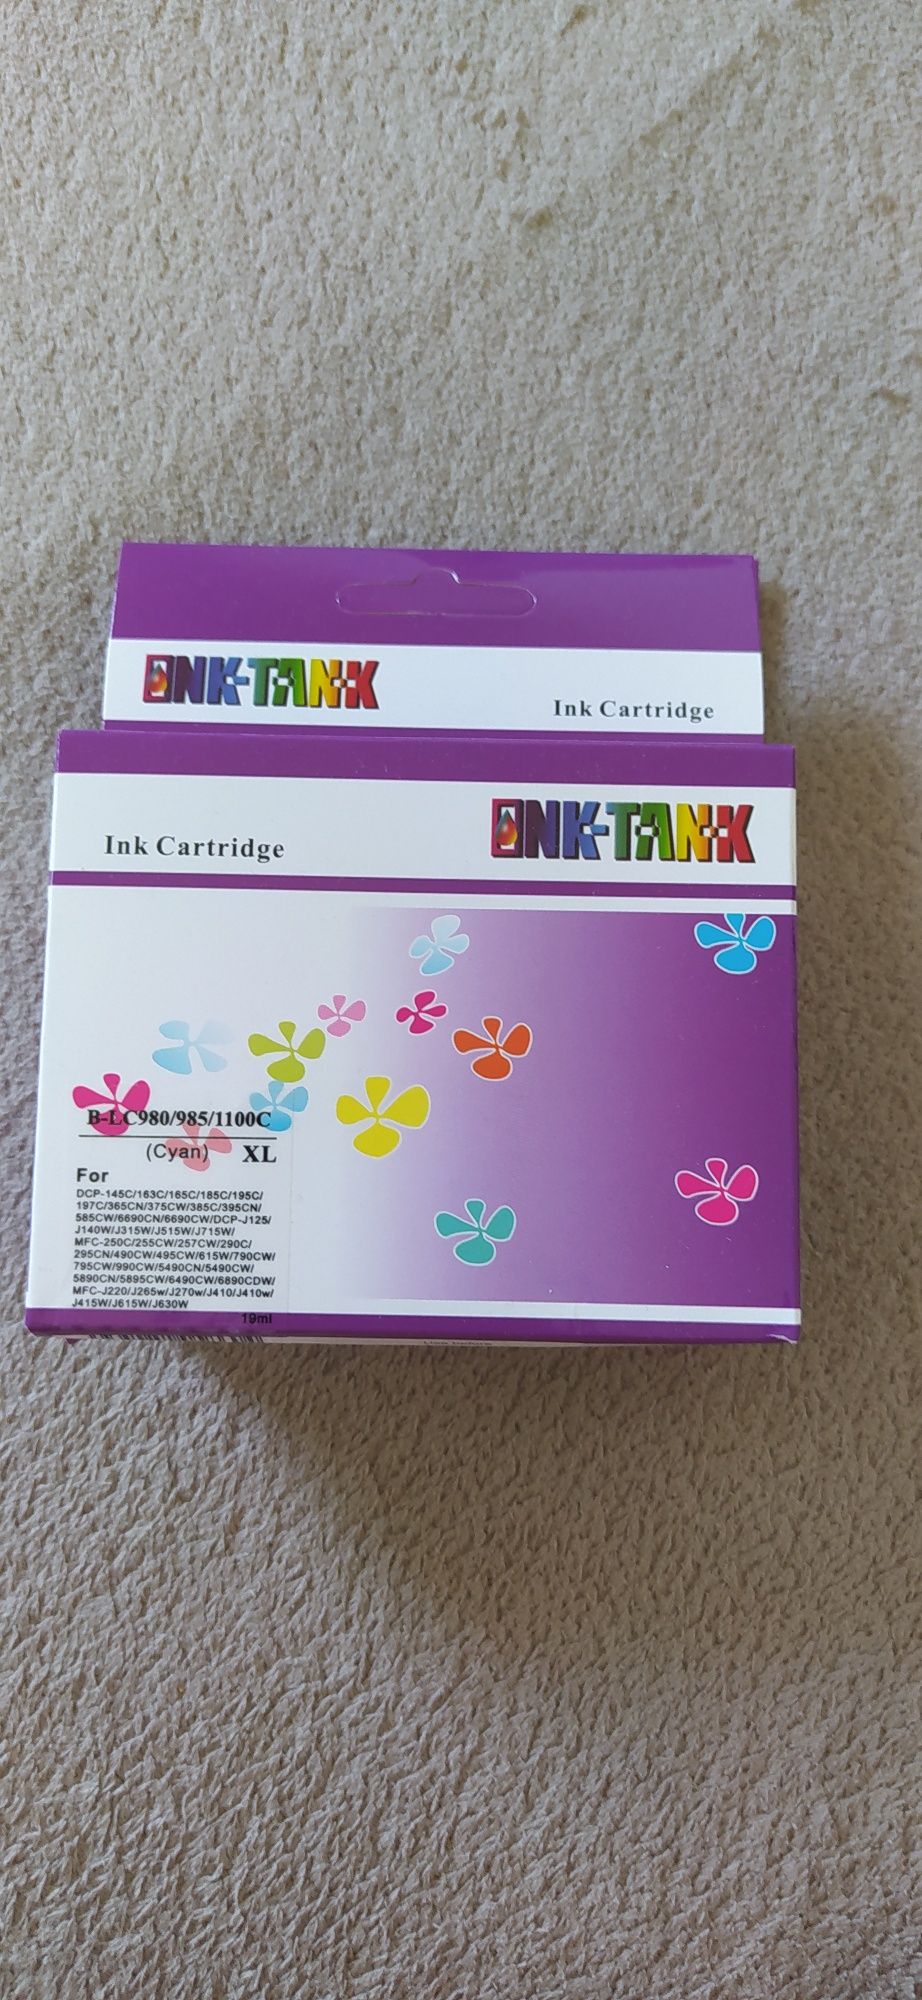 INK-TANK
Ink Cartridge
Ink Cartridge
INK-TANK
B-LC980/985/1100C
(Cyan) XL
For
DCP-145C/163C/165C/185C/195C/
197C/365CN/375CW/385C/395CN/
585CW/6690CN/6690CW/DCP-J125/
J140W/J315W/J515W/J715W/
MFC-250C/255CW/257CW/290C/
295CN/490CW/495CW/615W/790CW/
795CW/990CW/5490CN/5490CW/
5890CN/5895CW/6490CW/6890CDW/
MFC-J220/J265w/J270w/J410/J410w/
J415W/J615W/J630W
19ml